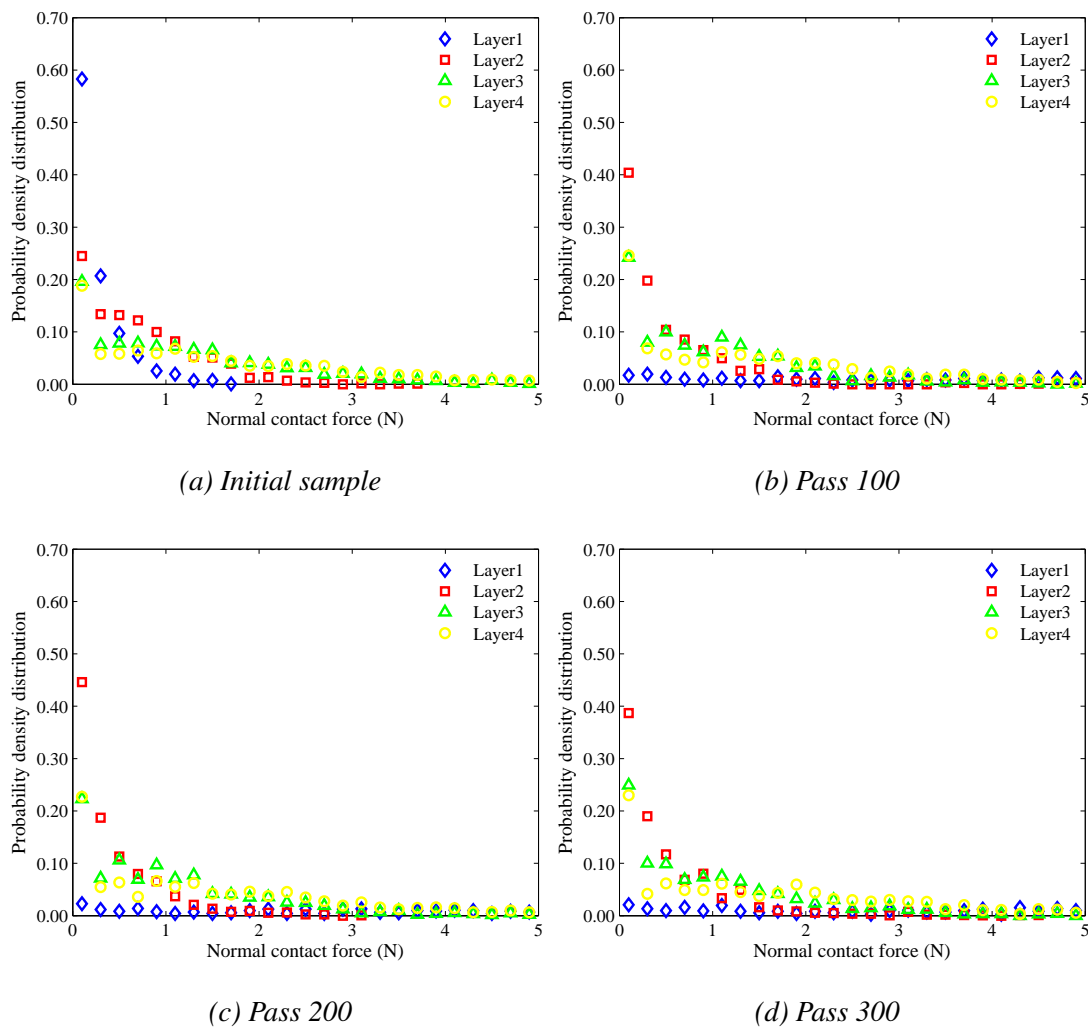 0.70
0.60
0.50
0.40
0.30
0.20
0.10
0.00
Probability density distribution
0 1 2 3 4 5
Normal contact force (N)
Layer1
Layer2
Layer3
Layer4
(a) Initial sample
0.70
0.60
0.50
0.40
0.30
0.20
0.10
0.00
Probability density distribution
0 1 2 3 4 5
Normal contact force (N)
Layer1
Layer2
Layer3
Layer4
(b) Pass 100
0.70
0.60
0.50
0.40
0.30
0.20
0.10
0.00
Probability density distribution
0 1 2 3 4 5
Normal contact force (N)
Layer1
Layer2
Layer3
Layer4
(c) Pass 200
0.70
0.60
0.50
0.40
0.30
0.20
0.10
0.00
Probability density distribution
0 1 2 3 4 5
Normal contact force (N)
Layer1
Layer2
Layer3
Layer4
(d) Pass 300